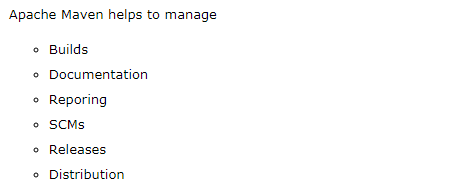 Apache Maven helps to manage
Builds
Documentation
Reporing
SCMs
Releases
Distribution